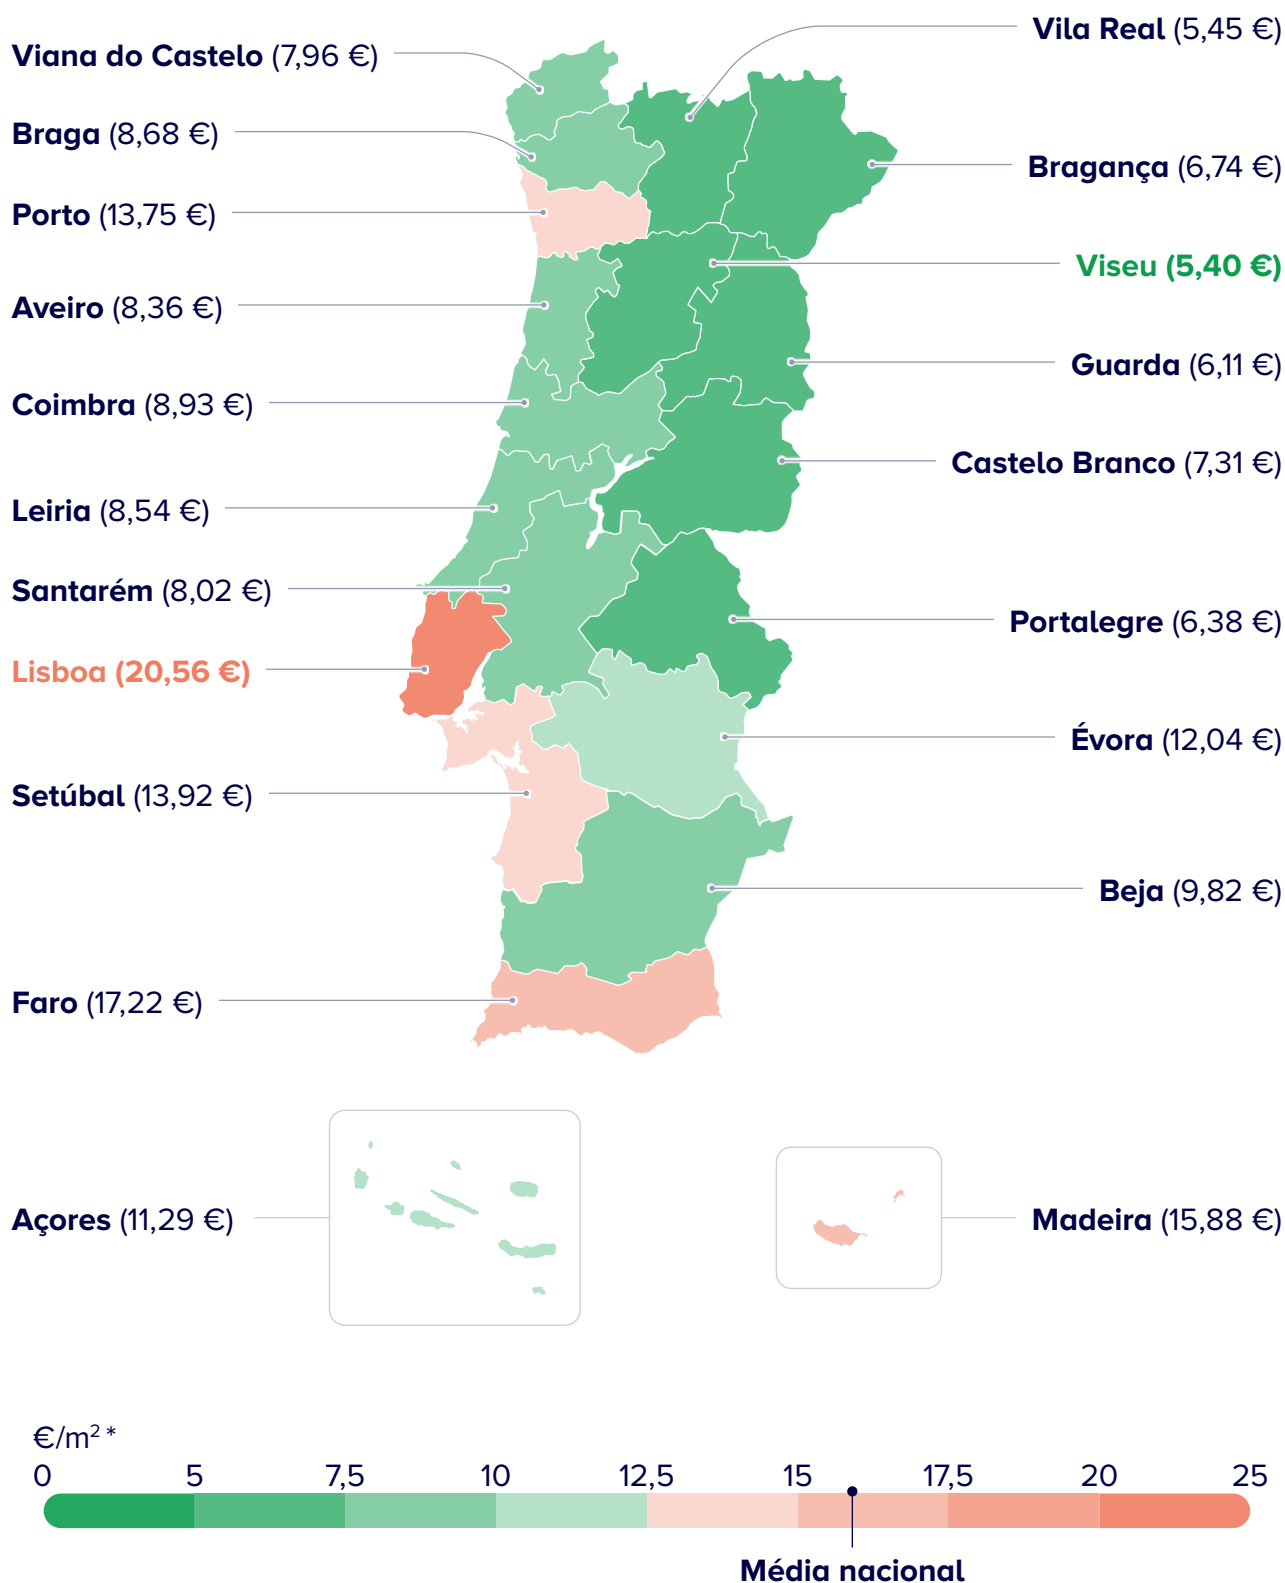 Vila Real (5,45 €)
Viana do Castelo (7,96 €)
Braga (8,68 €)
Bragança (6,74 €)
Porto (13,75 €)
Viseu (5,40 €)
Aveiro (8,36 €)
Guarda (6,11 €)
Coimbra (8,93 €)
Castelo Branco (7,31 €)
Leiria (8,54 €)
Santarém (8,02 €)
Portalegre (6,38 €)
Lisboa (20,56 €)
Évora (12,04 €)
Setúbal (13,92 €)
Beja (9,82 €)
Faro (17,22 €)
Açores (11,29 €)
Madeira (15,88 €)
€/m² *
0 5 7,5 10 12,5 15 17,5 20 25
Média nacional